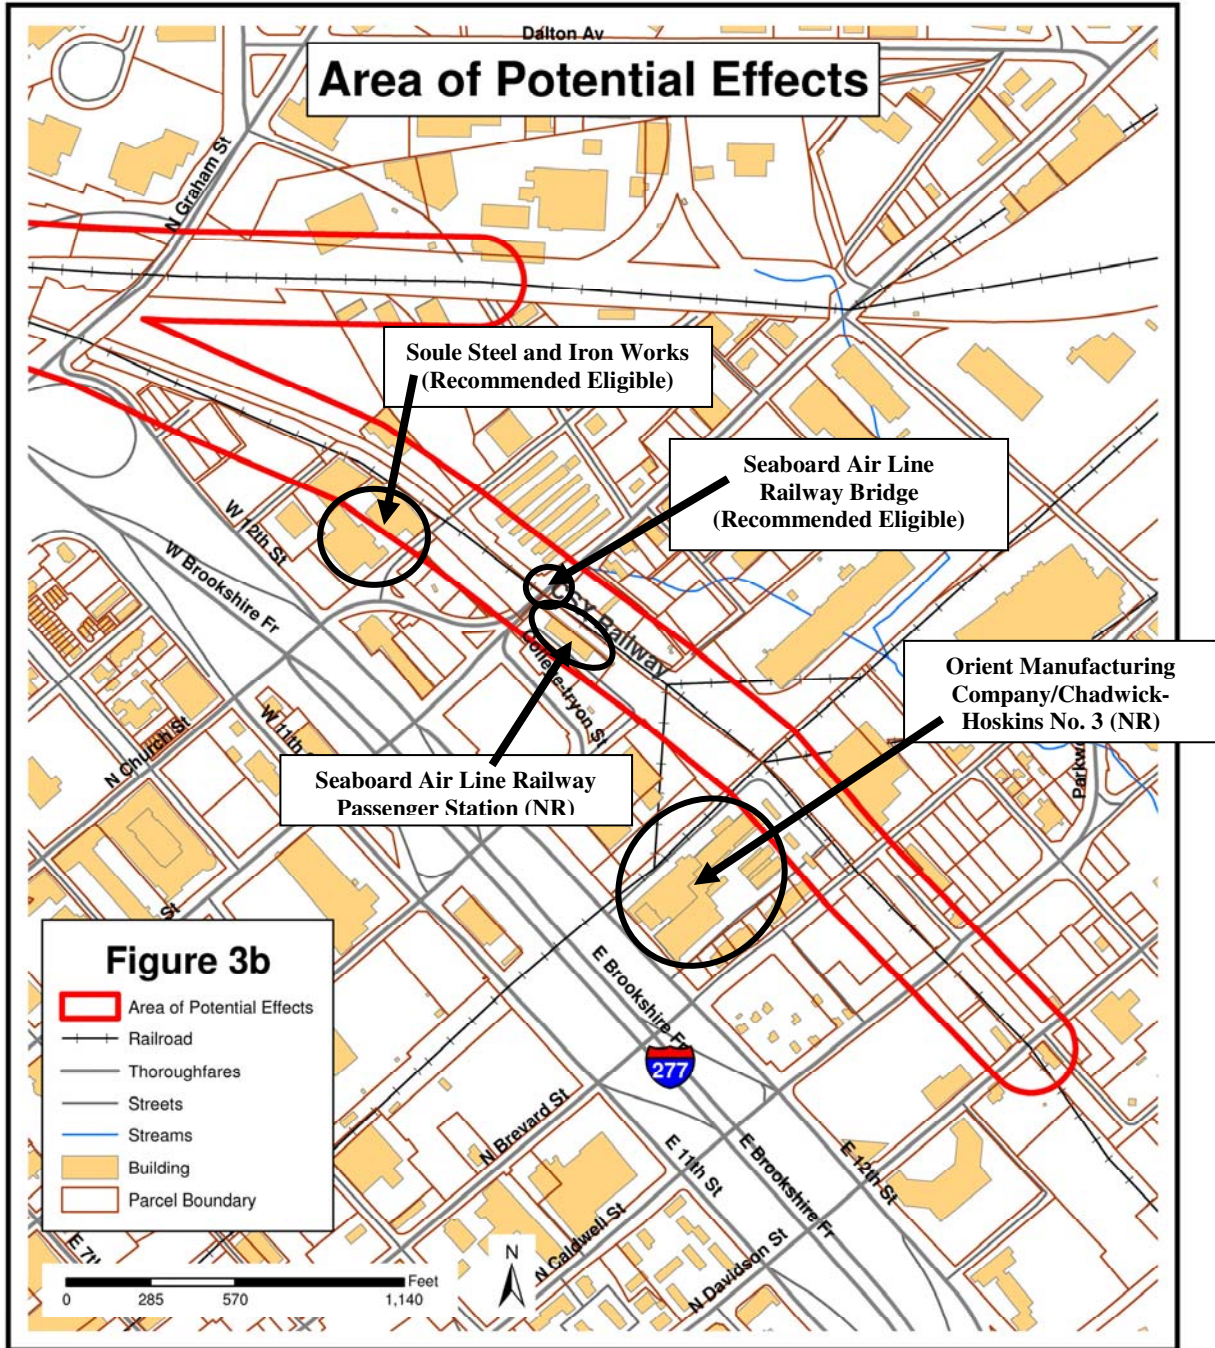 Dalton Av
Area of Potential Effects
N Graham St
Soule Steel and Iron Works
(Recommended Eligible)
Seaboard Air Line
Railway Bridge
(Recommended Eligible)
W 12th St
W Brookshire Fr
CSX Railway
College-Tryon St
Orient Manufacturing
Company/Chadwick-
Hoskins No. 3 (NR)
N Church St
W 11th
Seaboard Air Line Railway
Passenger Station (NR)
St
E Brookshire Fr
277
N Brevard St
E 11th St
E Brookshire Fr
E 12th St
N Caldwell St
N Davidson St
E 7th
Figure 3b
Area of Potential Effects
Railroad
Thoroughfares
Streets
Streams
Building
Parcel Boundary
Feet
0 285 570 1,140
N